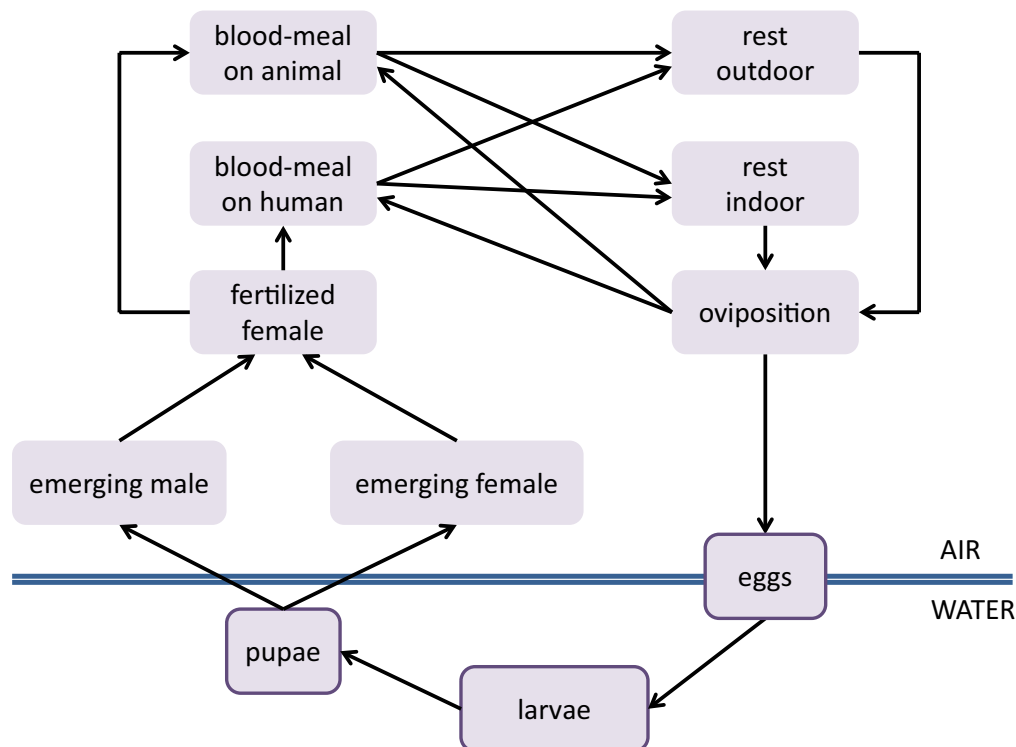 blood-meal
on animal
rest
outdoor
blood-meal
on human
rest
indoor
fertilized
female
oviposition
emerging male
emerging female
AIR
eggs
WATER
pupae
larvae